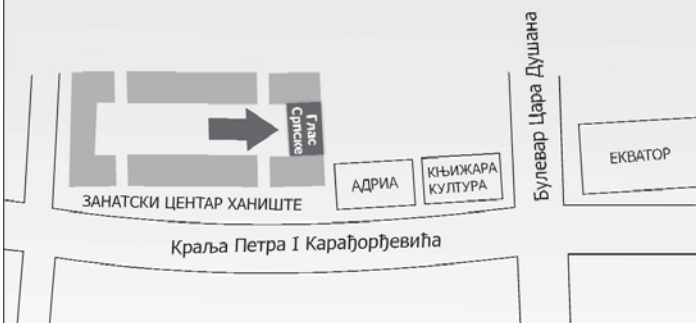 Булевар Цара Душана
Глас
Српске
ЕКВАТОР
АДРИА
КЊИЖАРА
КУЛТУРА
ЗАНАТСКИ ЦЕНТАР ХАНИШТЕ
Краља Петра I Карађорђевића